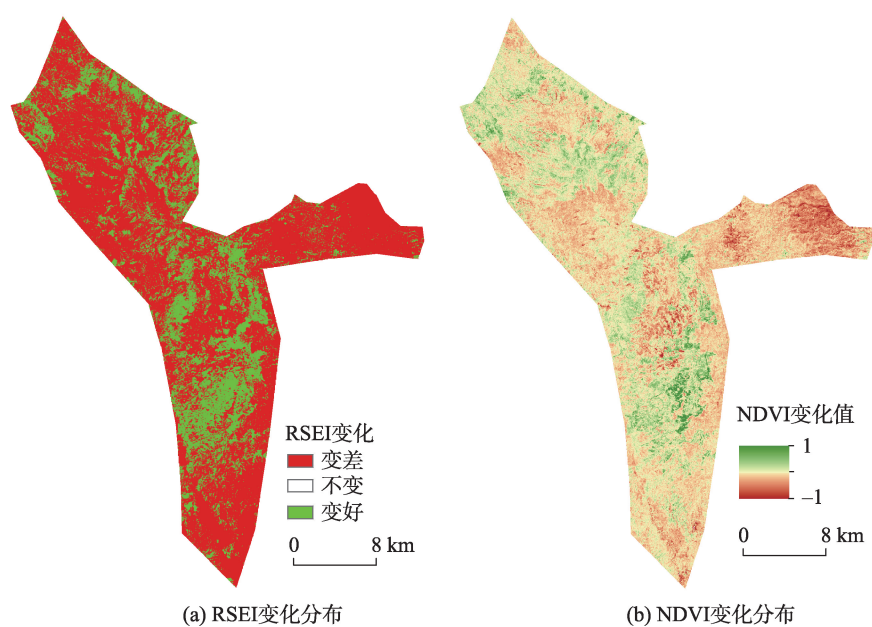 RSEI变化
变差
不变
变好
0 8 km
(a) RSEI变化分布
NDVI变化值
1
−1
0 8 km
(b) NDVI变化分布